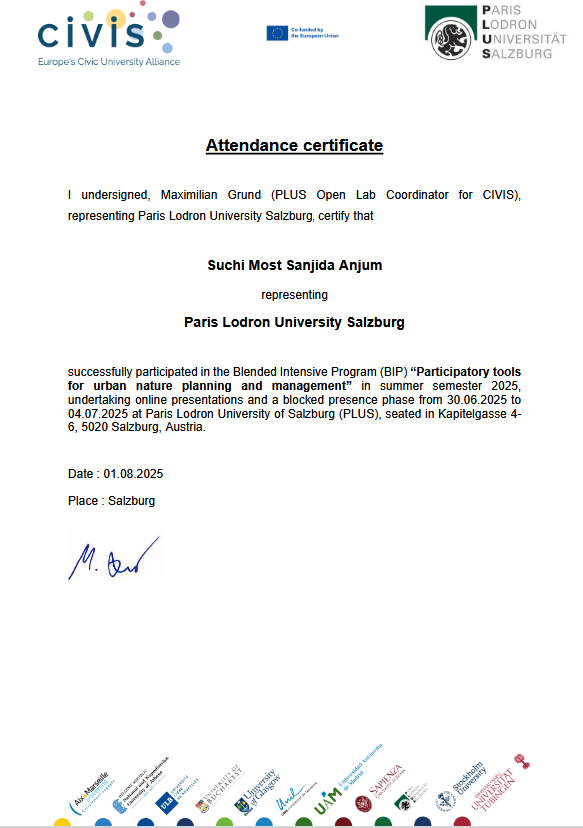 civis
Europe's Civic University Alliance
Co-funded by
the European Union
PARIS
LODRON
UNIVERSITÄT
SALZBURG
P
L
U
S
Attendance certificate
I undersigned, Maximilian Grund (PLUS Open Lab Coordinator for CIVIS),
representing Paris Lodron University Salzburg, certify that
Suchi Most Sanjida Anjum
representing
Paris Lodron University Salzburg
successfully participated in the Blended Intensive Program (BIP) “Participatory tools
for urban nature planning and management” in summer semester 2025,
undertaking online presentations and a blocked presence phase from 30.06.2025 to
04.07.2025 at Paris Lodron University of Salzburg (PLUS), seated in Kapitelgasse 4-
6, 5020 Salzburg, Austria.
Date : 01.08.2025
Place : Salzburg
Aix-Marseille
HELLENIC REPUBLIC
National and Kapodistrian
University of Athens
ULB
UNIVERSITÉ
LIBRE
DE BRUXELLES
UNIVERSITY OF
BUCHAREST
University
of Glasgow
Unil
UAM
Universidad Autónoma
de Madrid
SAPIENZA
UNIVERSITÀ DI ROMA
Stockholm
University
EBERHARD KARLS
UNIVERSITÄT
TÜBINGEN